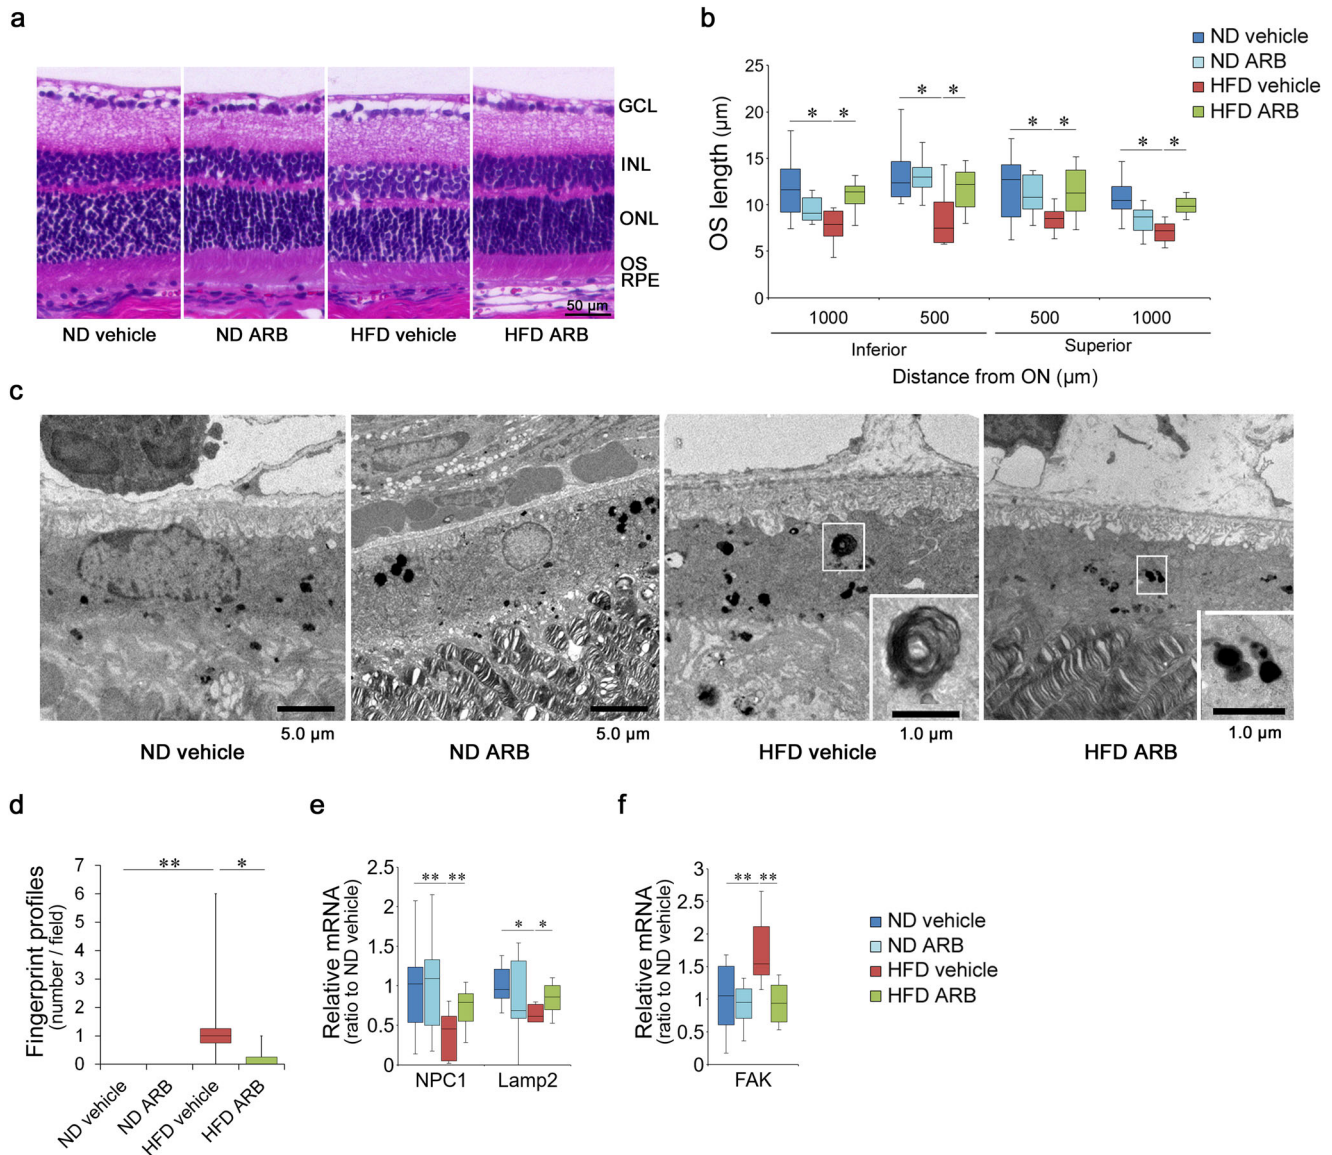 a
GCL
INL
ONL
OS
RPE
50 µm
ND vehicle
ND ARB
HFD vehicle
HFD ARB
b
ND vehicle
ND ARB
HFD vehicle
HFD ARB
OS length (µm)
25
20
15
10
5
0
* * * * * * * *
1000 500 500 1000
Inferior Superior
Distance from ON (µm)
c
5.0 µm 5.0 µm 1.0 µm 1.0 µm
ND vehicle ND ARB HFD vehicle HFD ARB
d
Fingerprint profiles
(number / field)
7
6
5
4
3
2
1
0
** *
ND vehicle
ND ARB
HFD vehicle
HFD ARB
e
Relative mRNA
(ratio to ND vehicle)
2.5
2
1.5
1
0.5
0
** ** * *
NPC1 Lamp2
f
Relative mRNA
(ratio to ND vehicle)
3
2.5
2
1.5
1
0.5
0
** **
FAK
ND vehicle
ND ARB
HFD vehicle
HFD ARB